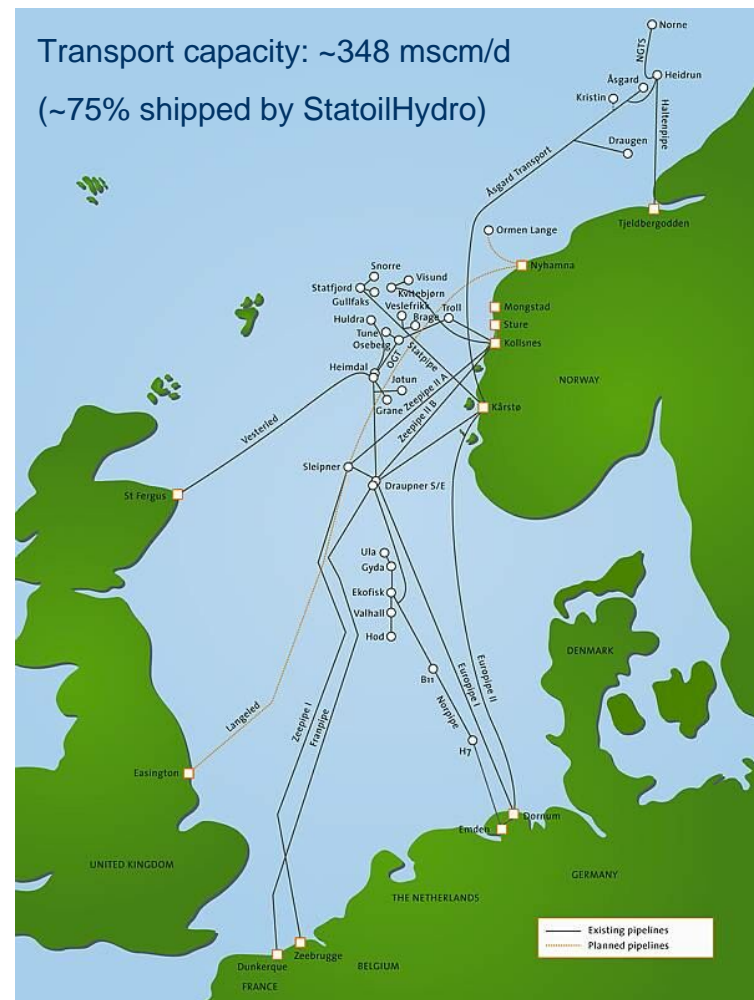 Transport capacity: ~348 mscm/d
(~75% shipped by StatoilHydro)
Norne
NGTS
Heidrun
Åsgard
Kristin
Haltenpipe
Draugen
Åsgard Transport
Tjeldbergodden
Ormen Lange
Nyhamna
Snorre
Visund
Statfjord
Kvitebjørn
Gullfaks
Veslefrikk
Huldra
Brage
Troll
Tune
Oseberg
Mongstad
Sture
Kollsnes
Statpipe
OGT
Heimdal
Jotun
Grane
Zeepipe II A
Zeepipe II B
NORWAY
Kårstø
Vesterled
Sleipner
Draupner S/E
St Fergus
Ula
Gyda
Ekofisk
Valhall
Hod
DENMARK
B11
Europipe II
Europipe I
Norpipe
Langeled
Zeepipe I
Franpipe
H7
Easington
Dornum
Emden
UNITED KINGDOM
GERMANY
THE NETHERLANDS
Existing pipelines
Planned pipelines
Zeebrugge
Dunkerque
BELGIUM
FRANCE